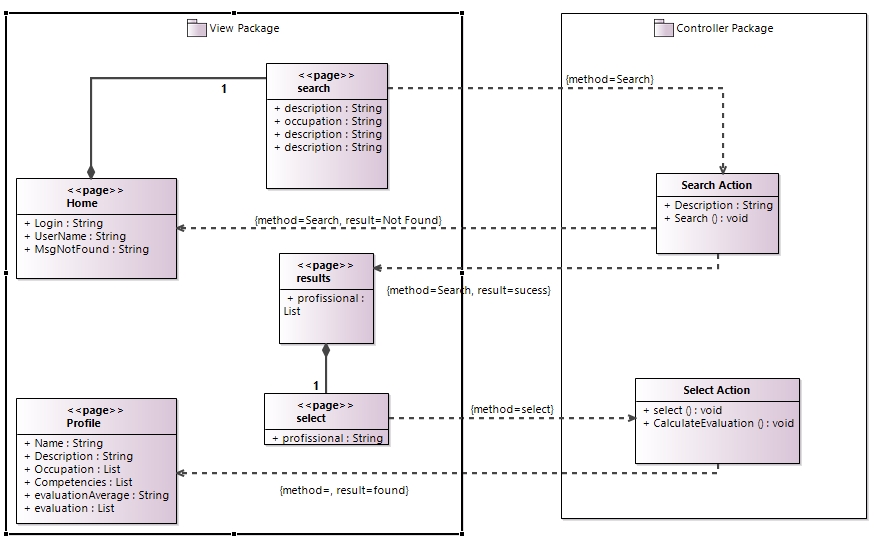 View Package
Controller Package
<<page>>
search
+ description : String
+ occupation : String
+ description : String
+ description : String
1
{method=Search}
<<page>>
Home
+ Login : String
+ UserName : String
+ MsgNotFound : String
Search Action
+ Description : String
+ Search () : void
{method=Search, result=Not Found}
<<page>>
results
+ profissional :
List
{method=Search, result=sucess}
1
<<page>>
select
+ profissional : String
{method=select}
Select Action
+ select () : void
+ CalculateEvaluation () : void
<<page>>
Profile
+ Name : String
+ Description : String
+ Occupation : List
+ Competencies : List
+ evaluationAverage : String
+ evaluation : List
{method=, result=found}